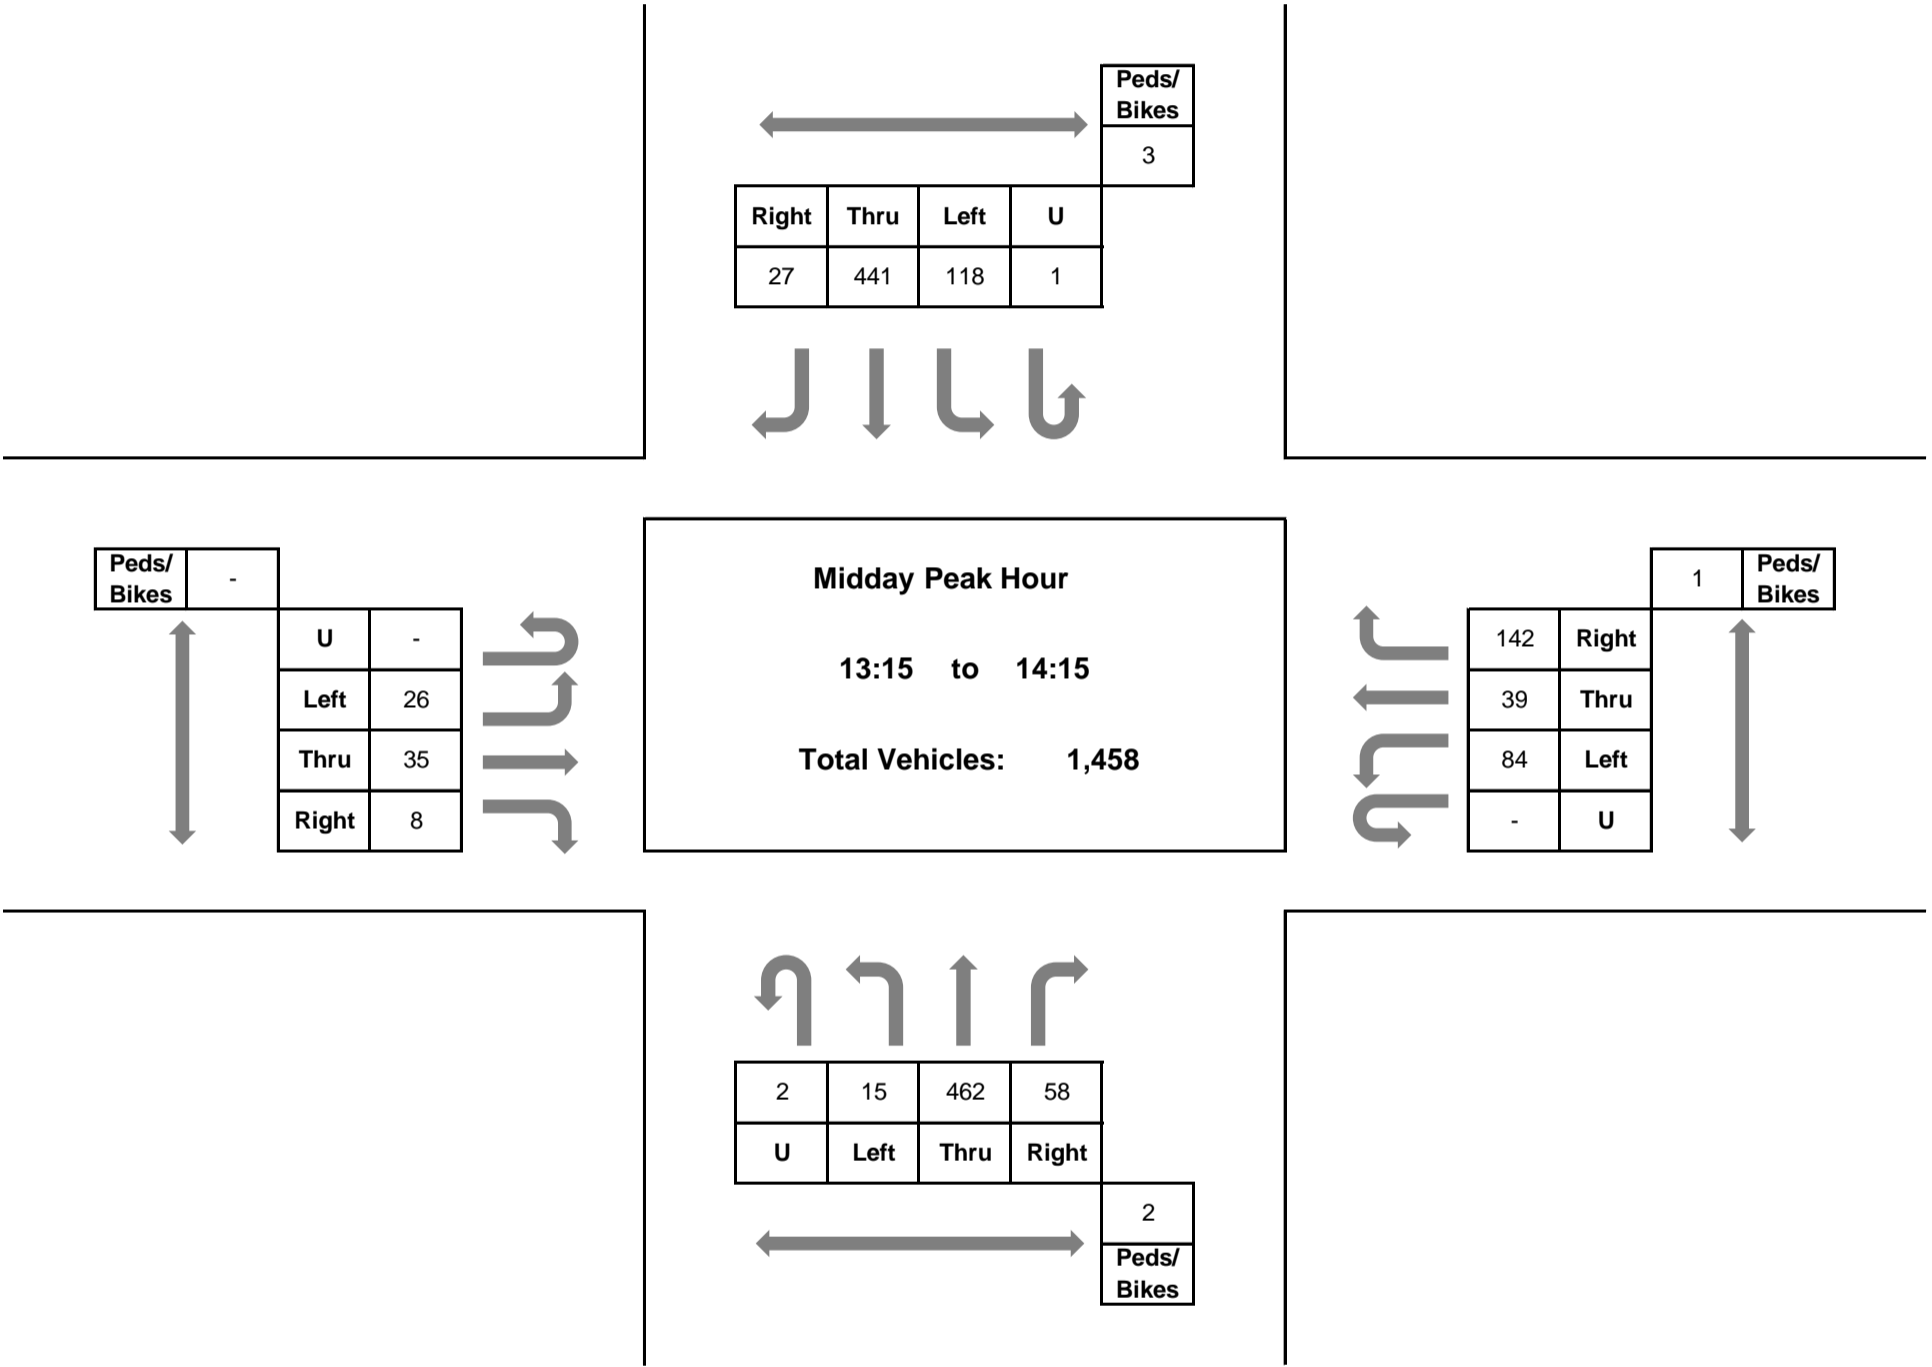 Peds/
Bikes
3
Right Thru Left U
27 441 118 1
Peds/
Bikes
-
U -
Left 26
Thru 35
Right 8
Midday Peak Hour
13:15 to 14:15
Total Vehicles: 1,458
1
Peds/
Bikes
142 Right
39 Thru
84 Left
- U
2 15 462 58
U Left Thru Right
2
Peds/
Bikes